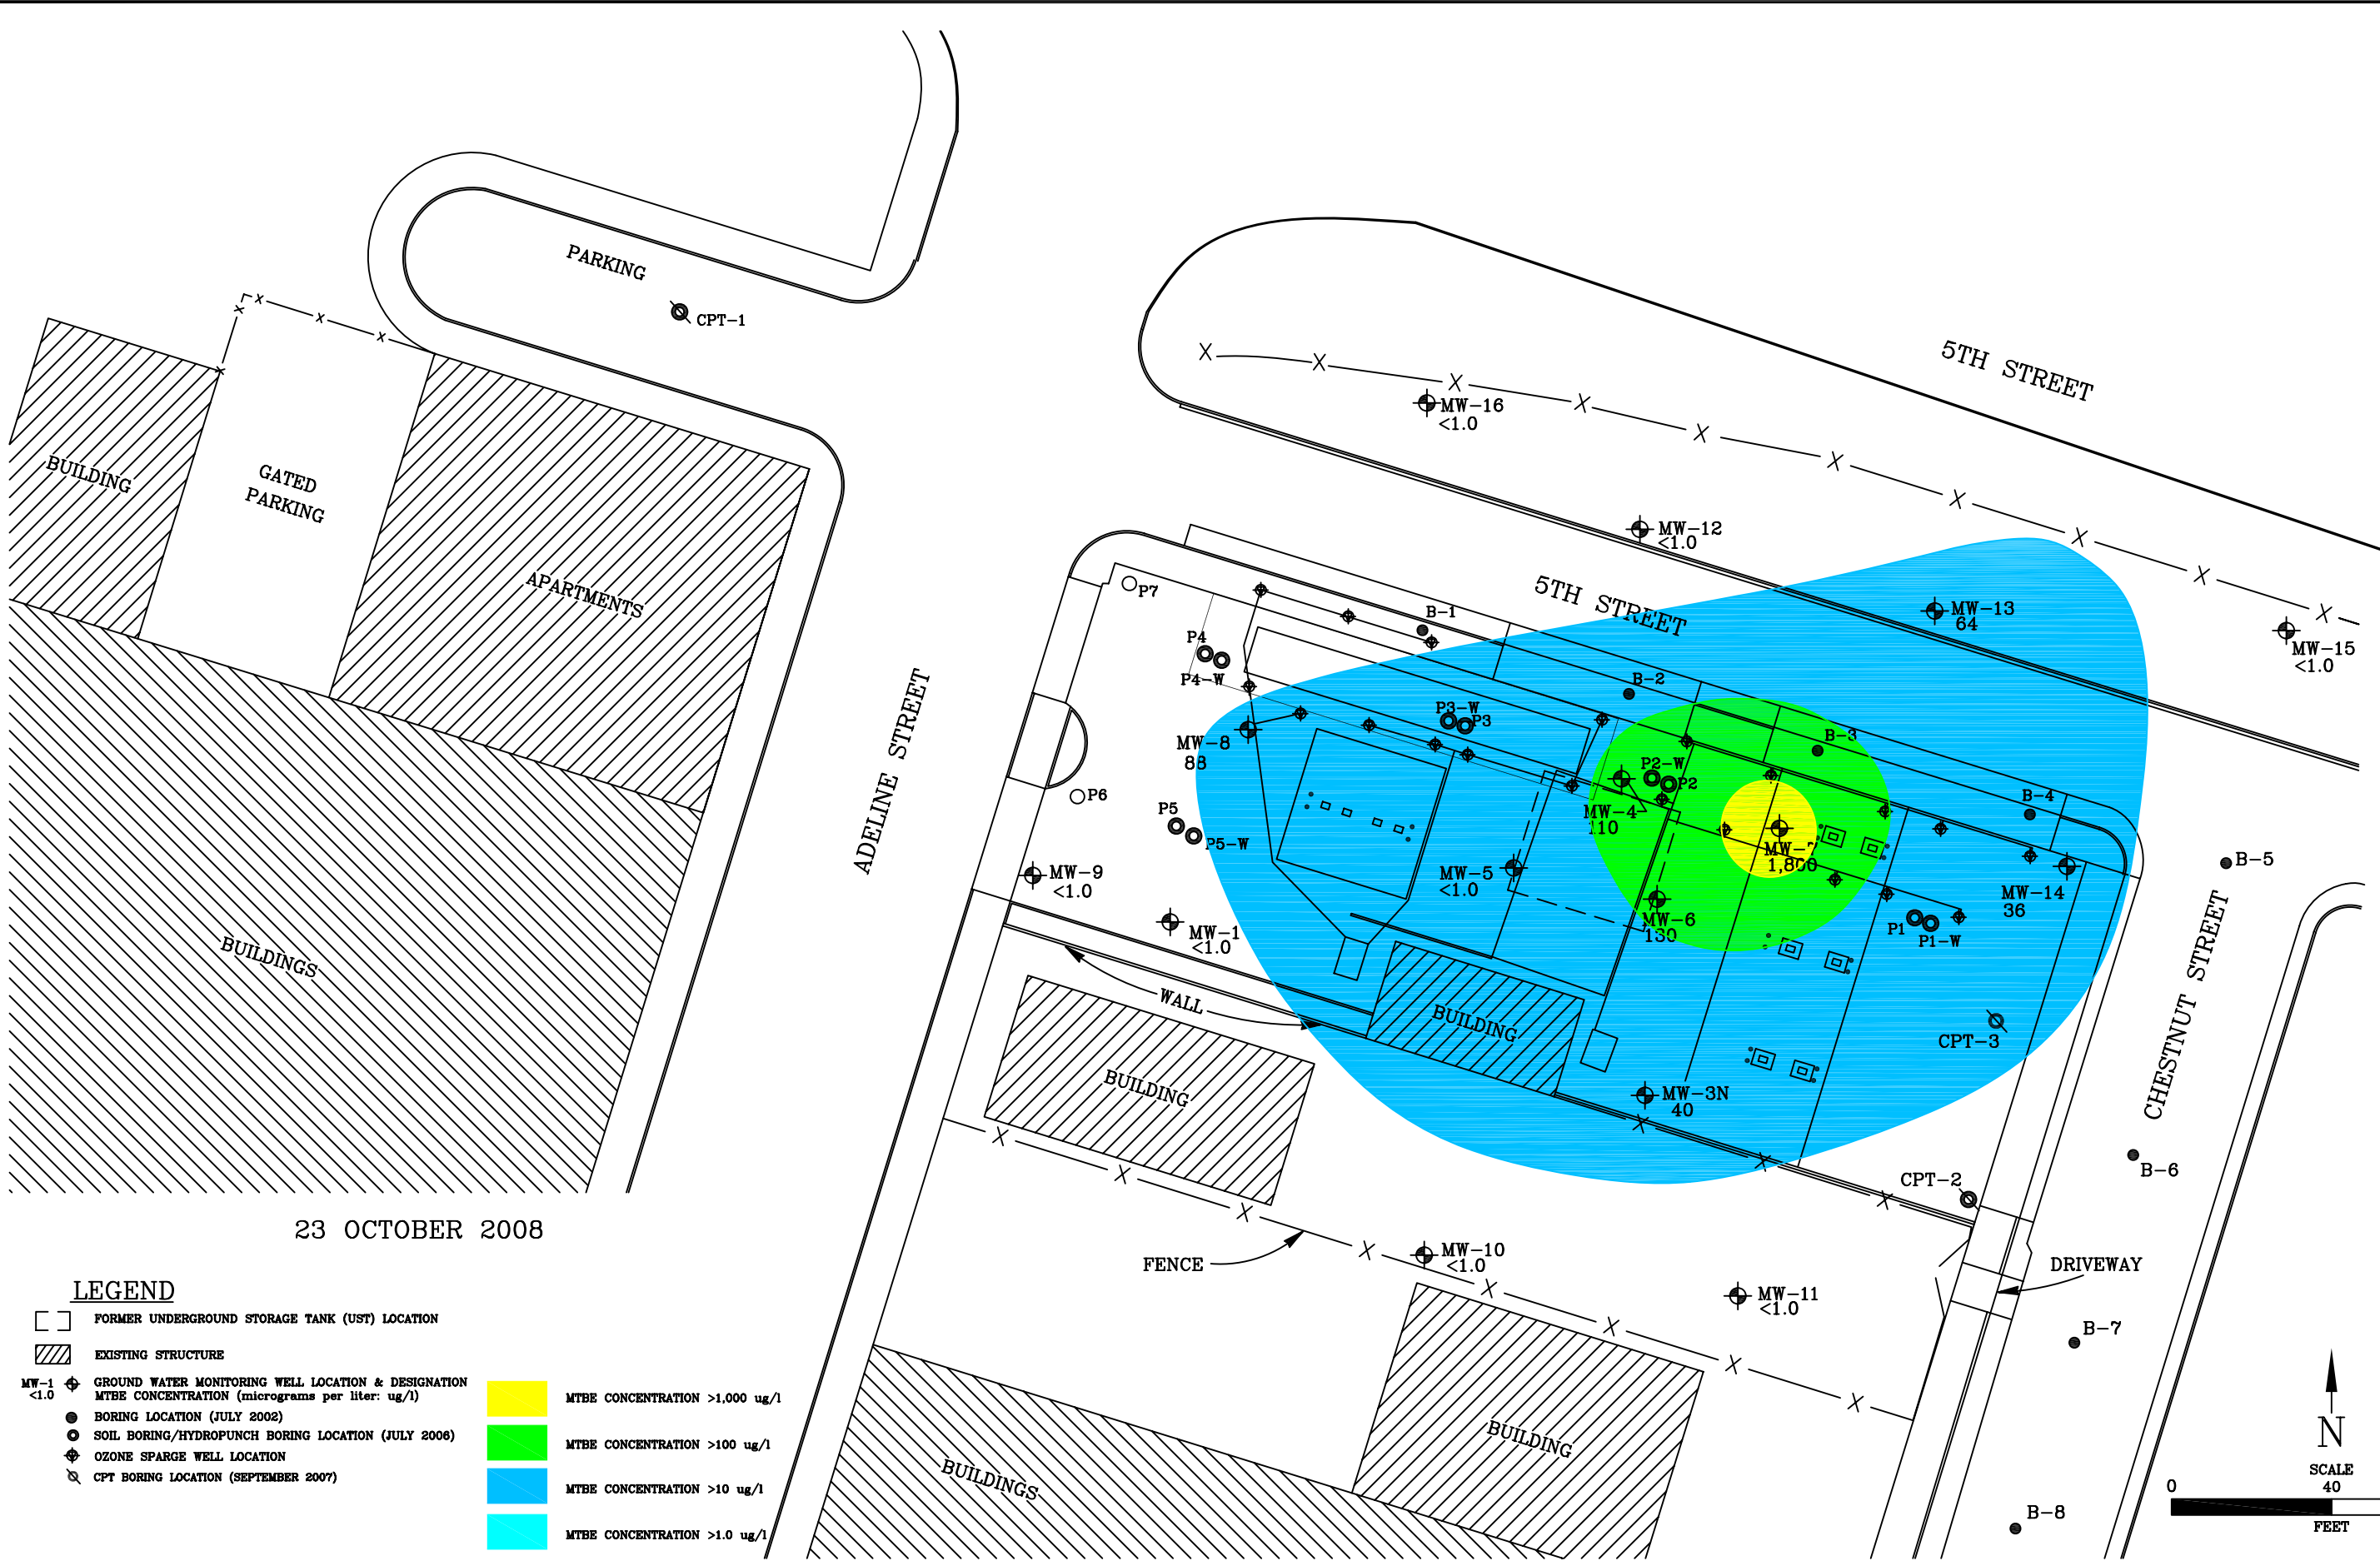 PARKING
CPT-1
5TH STREET
MW-16
<1.0
BUILDING
GATED
PARKING
MW-12
<1.0
APARTMENTS
P7
5TH STREET
B-1
MW-13
64
MW-15
<1.0
P4
P4-W
B-2
P3-W
P3
ADELINE STREET
MW-8
88
B-3
P2-W
P2
MW-4
110
P6
B-4
P5
P5-W
MW-7
1,800
MW-9
<1.0
MW-5
<1.0
B-5
MW-14
36
MW-6
130
P1
P1-W
MW-1
<1.0
BUILDINGS
WALL
BUILDING
CPT-3
CHESTNUT STREET
BUILDING
MW-3N
40
B-6
CPT-2
23 OCTOBER 2008
FENCE
MW-10
<1.0
DRIVEWAY
MW-11
<1.0
B-7
BUILDING
BUILDINGS
B-8
LEGEND
FORMER UNDERGROUND STORAGE TANK (UST) LOCATION
EXISTING STRUCTURE
MW-1
<1.0
GROUND WATER MONITORING WELL LOCATION & DESIGNATION
MTBE CONCENTRATION (micrograms per liter: ug/l)
BORING LOCATION (JULY 2002)
SOIL BORING/HYDROPUNCH BORING LOCATION (JULY 2006)
OZONE SPARGE WELL LOCATION
CPT BORING LOCATION (SEPTEMBER 2007)
MTBE CONCENTRATION >1,000 ug/l
MTBE CONCENTRATION >100 ug/l
MTBE CONCENTRATION >10 ug/l
MTBE CONCENTRATION >1.0 ug/l
N
SCALE
0 40
FEET